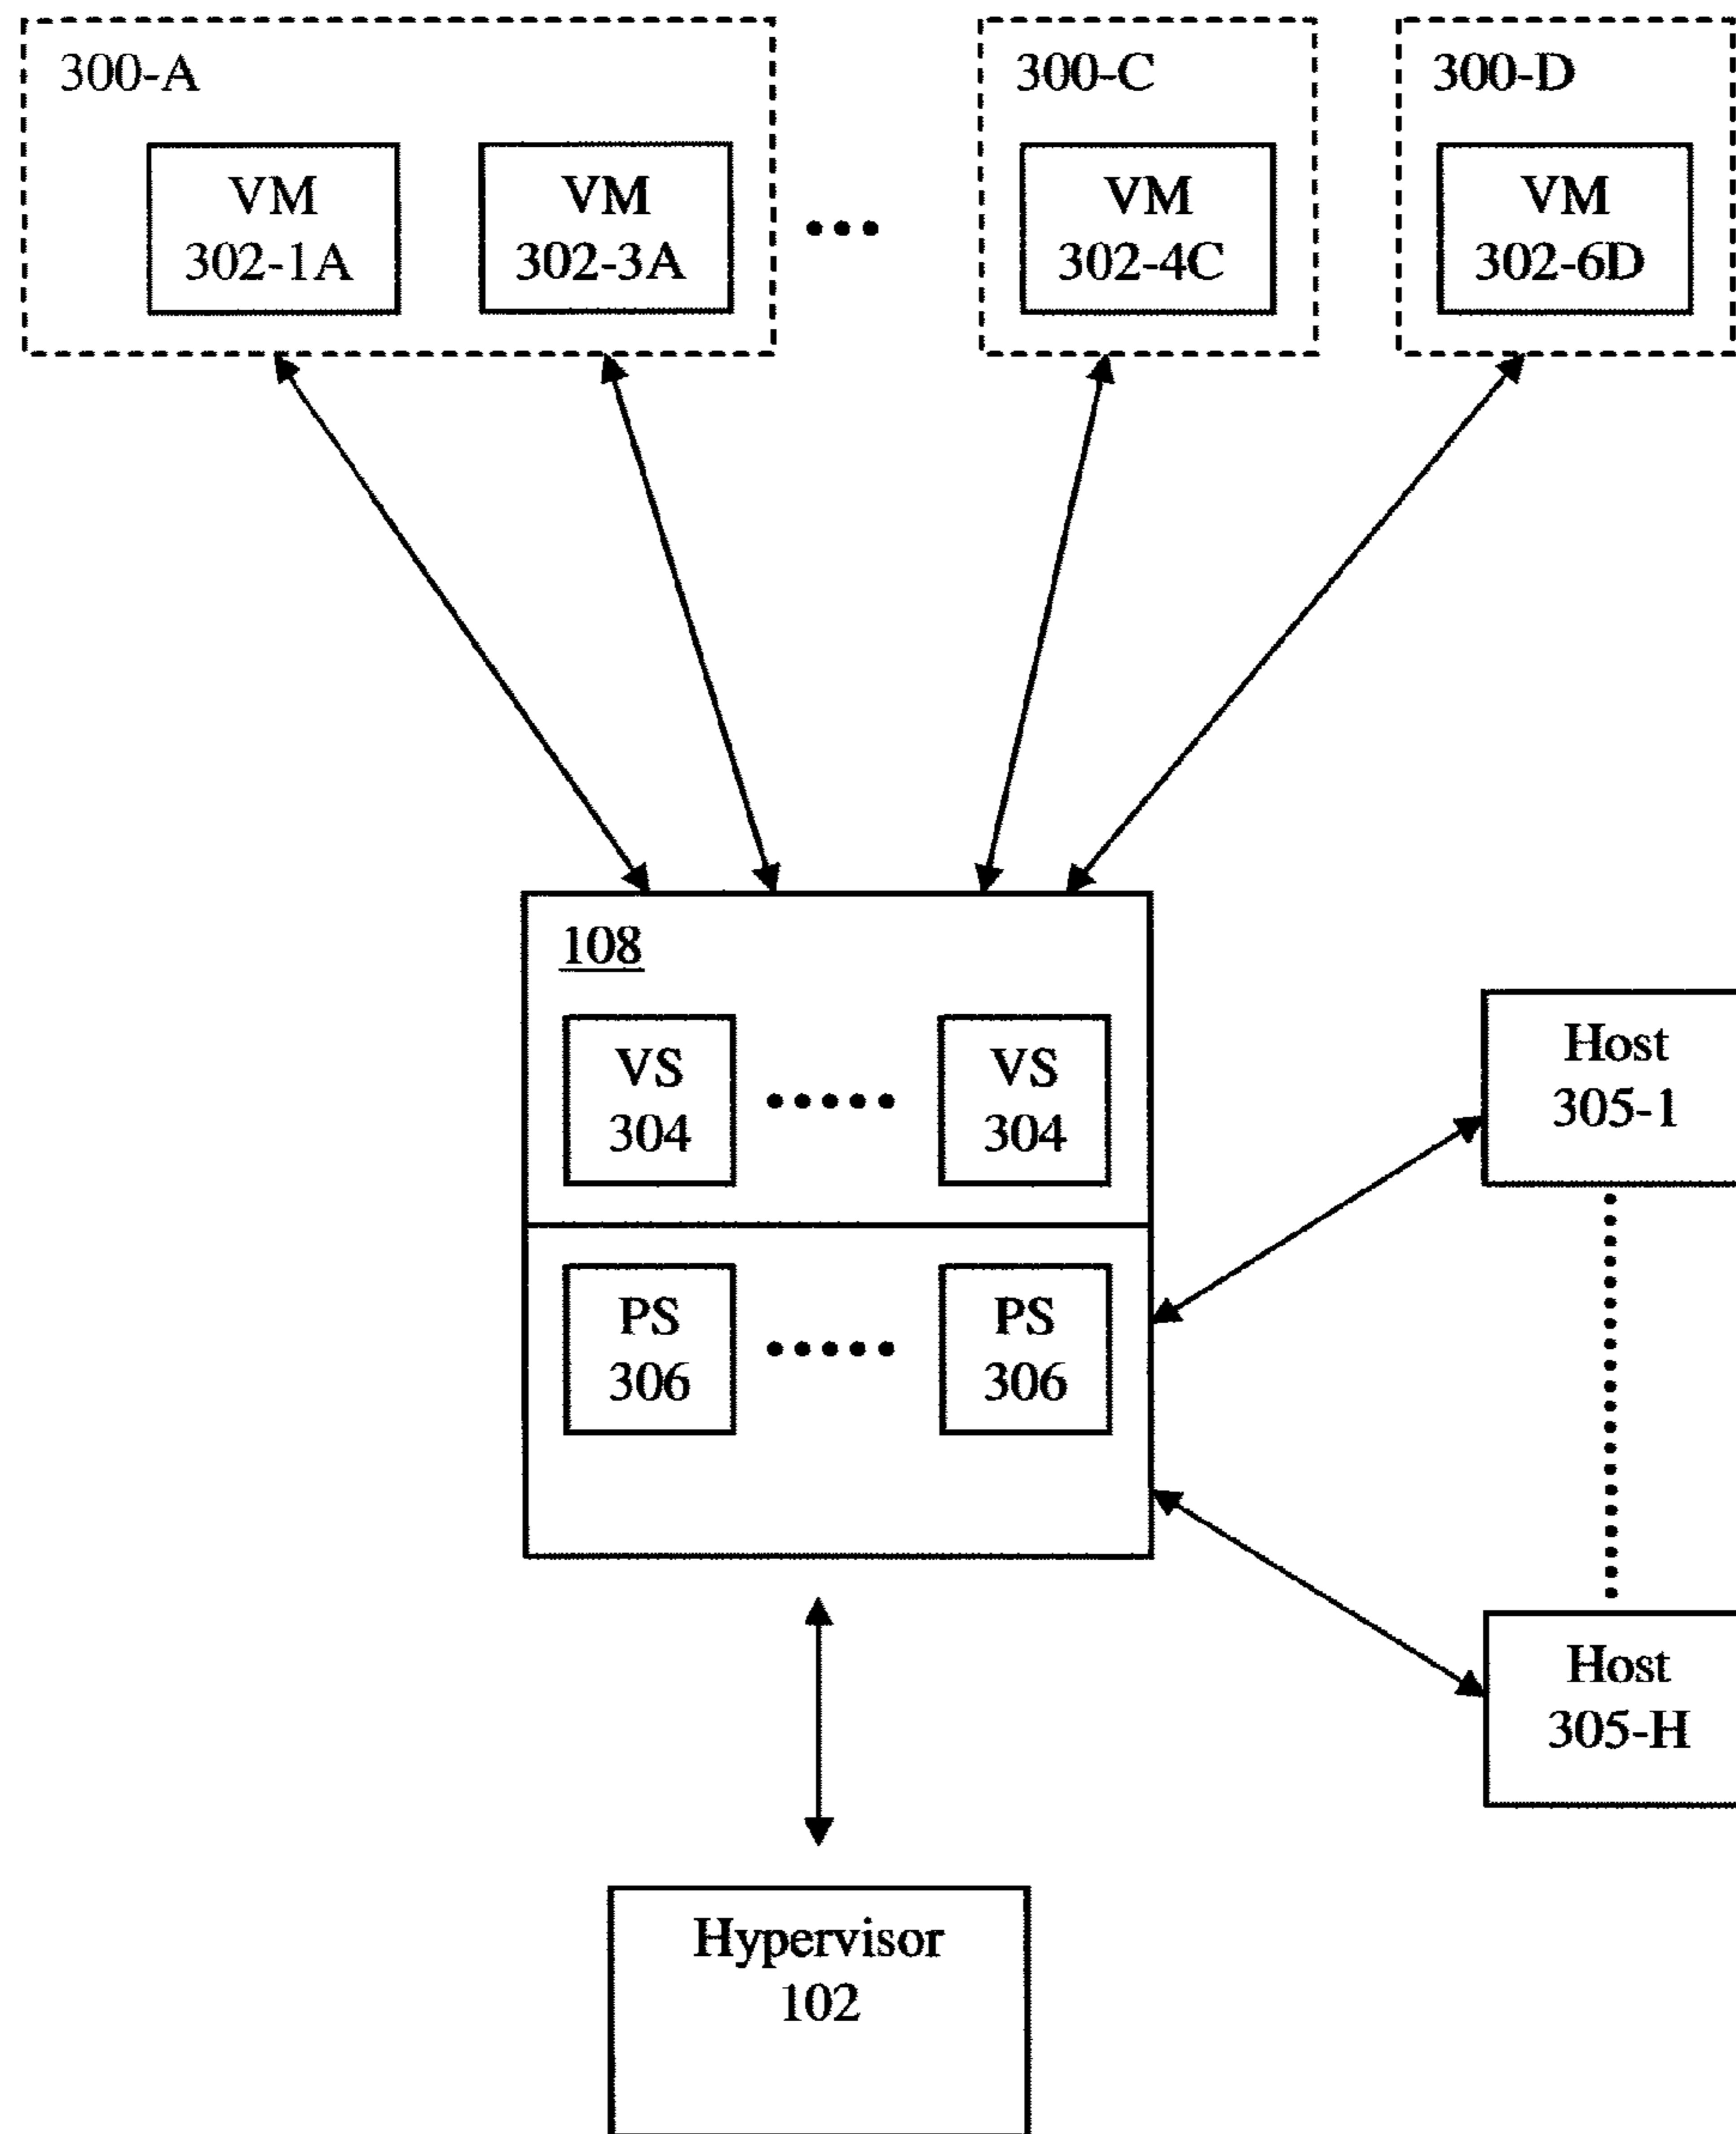 300-A
300-C
300-D
VM
302-1A
VM
302-3A
VM
302-4C
VM
302-6D
108
VS
304
VS
304
Host
305-1
PS
306
PS
306
Host
305-H
Hypervisor
102